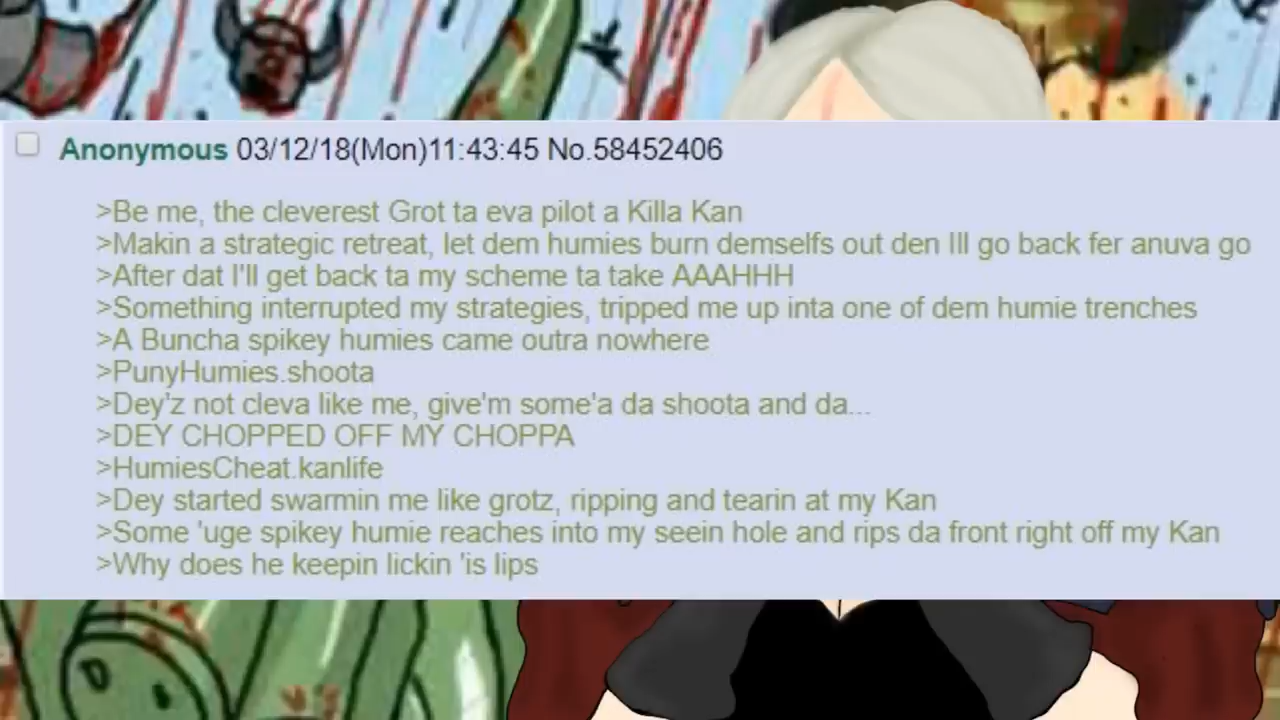 Anonymous 03/12/18(Mon)11:43:45 No.58452406
>Be me, the cleverest Grot ta eva pilot a Killa Kan
>Makin a strategic retreat, let dem humies burn demselfs out den Ill go back fer anuva go
>After dat I'll get back ta my scheme ta take AAAHHH
>Something interrupted my strategies, tripped me up inta one of dem humie trenches
>A Buncha spikey humies came outra nowhere
>PunyHumies.shoota
>Dey'z not cleva like me, give'm some'a da shoota and da...
>DEY CHOPPED OFF MY CHOPPA
>HumiesCheat.kanlife
>Dey started swarmin me like grotz, ripping and tearin at my Kan
>Some 'uge spikey humie reaches into my seein hole and rips da front right off my Kan
>Why does he keepin lickin 'is lips